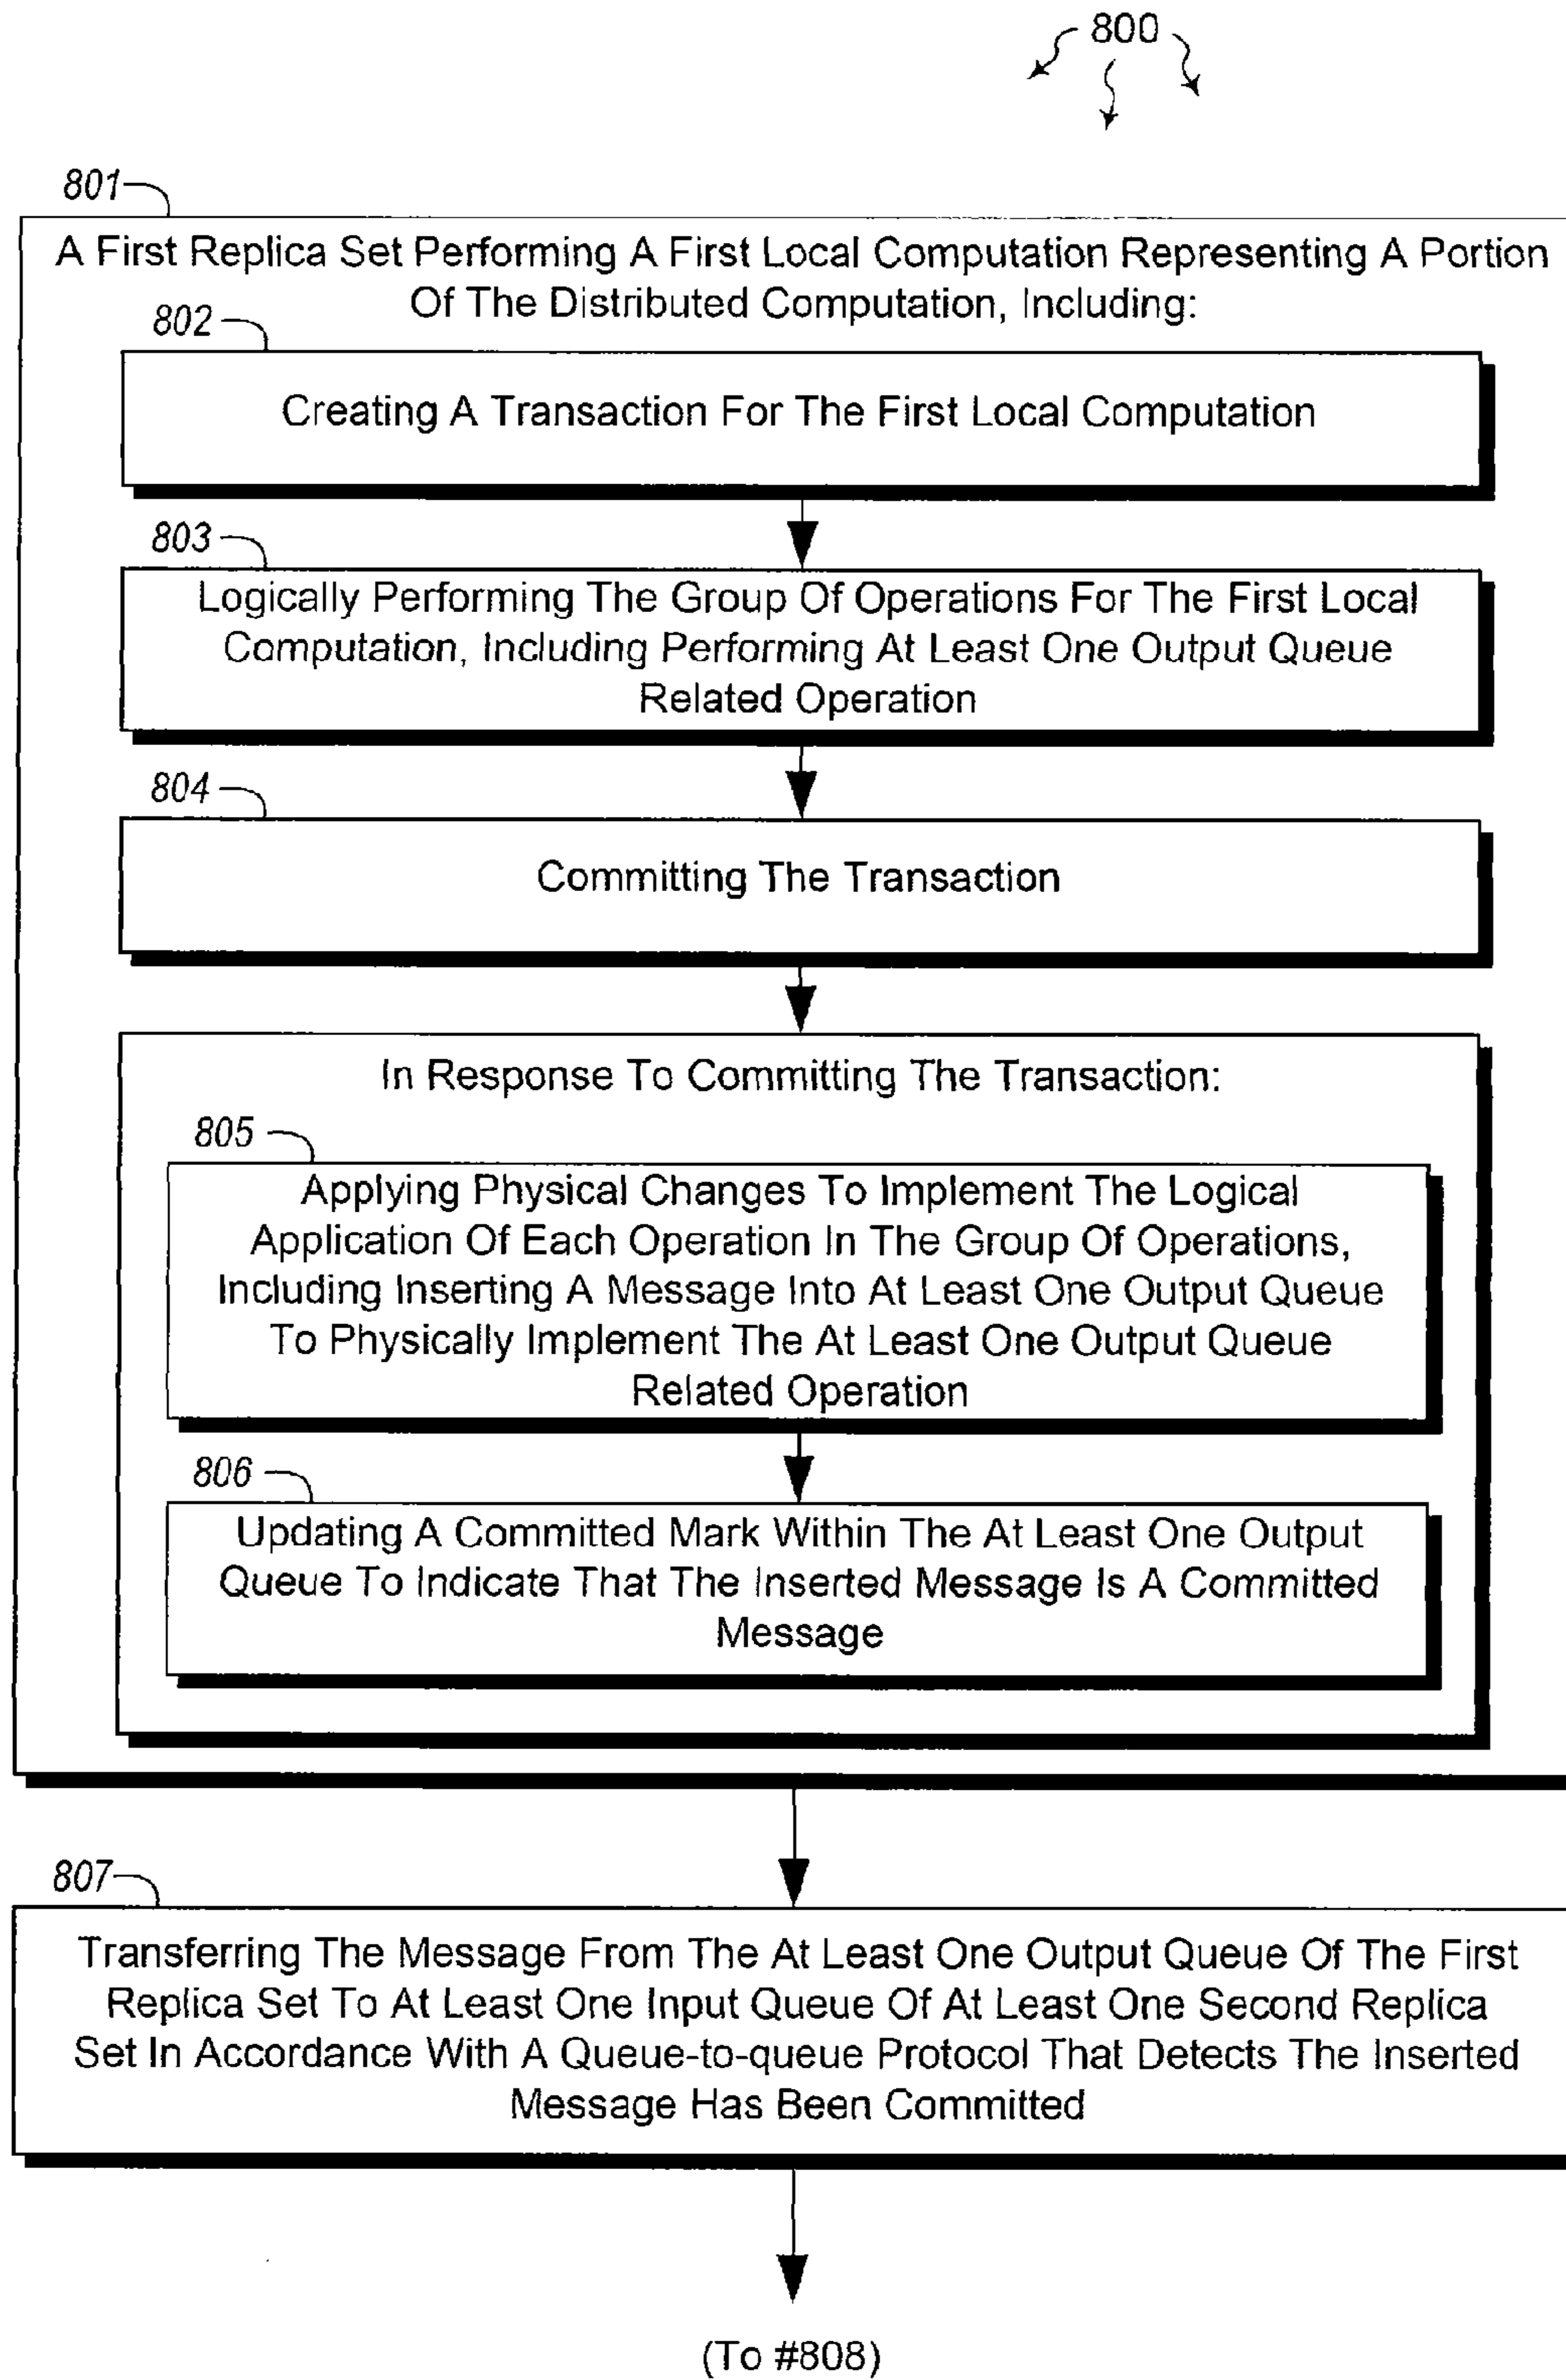 800
801
A First Replica Set Performing A First Local Computation Representing A Portion
Of The Distributed Computation, Including:
802
Creating A Transaction For The First Local Computation
803
Logically Performing The Group Of Operations For The First Local
Computation, Including Performing At Least One Output Queue
Related Operation
804
Committing The Transaction
In Response To Committing The Transaction:
805
Applying Physical Changes To Implement The Logical
Application Of Each Operation In The Group Of Operations,
Including Inserting A Message Into At Least One Output Queue
To Physically Implement The At Least One Output Queue
Related Operation
806
Updating A Committed Mark Within The At Least One Output
Queue To Indicate That The Inserted Message Is A Committed
Message
807
Transferring The Message From The At Least One Output Queue Of The First
Replica Set To At Least One Input Queue Of At Least One Second Replica
Set In Accordance With A Queue-to-queue Protocol That Detects The Inserted
Message Has Been Committed
(To #808)